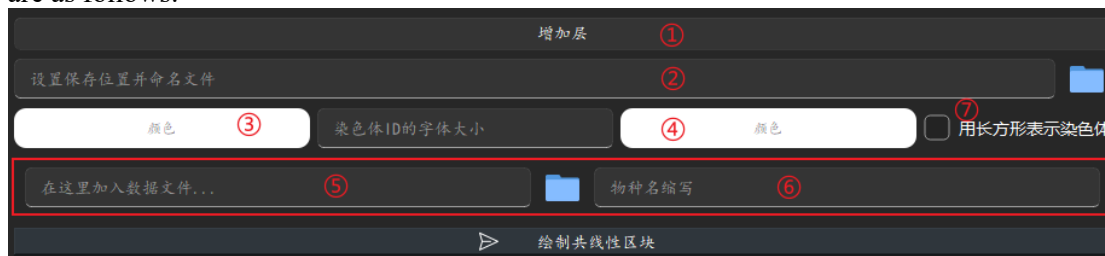 are as follows.
增加层 ①
设置保存位置并命名文件 ②
颜色 ③ 染色体ID的字体大小 ④ 颜色 ⑦ 用长方形表示染色体
在这里加入数据文件... ⑤ 物种名缩写 ⑥
绘制共线性区块